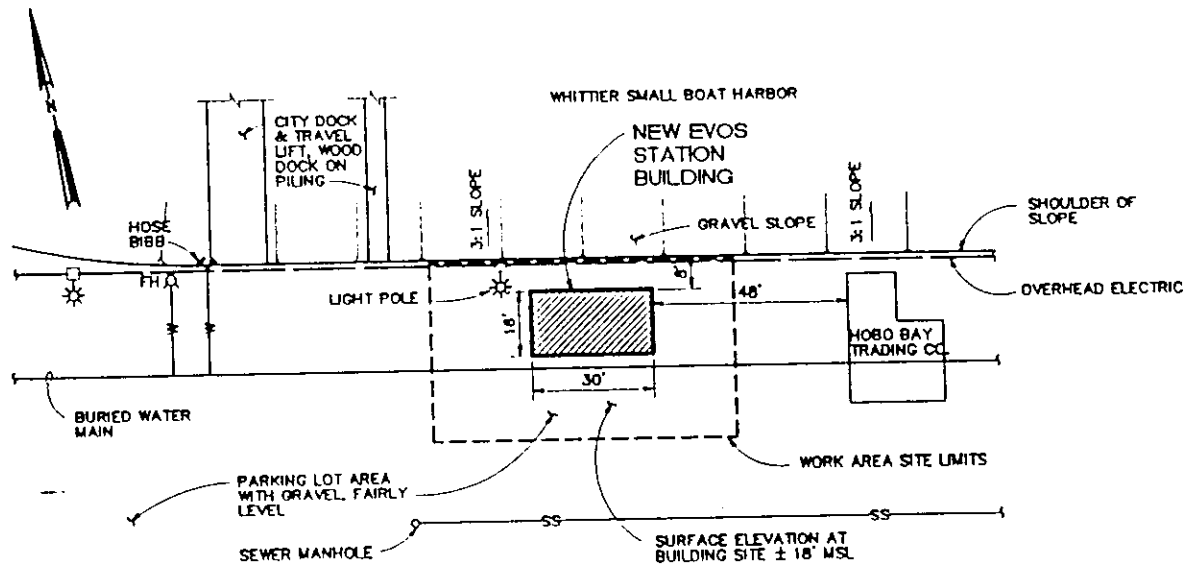 N
WHITTIER SMALL BOAT HARBOR
CITY DOCK
& TRAVEL
LIFT, WOOD
DOCK ON
PILING
NEW EVOS
STATION
BUILDING
3:1 SLOPE
3:1 SLOPE
HOSE
BIBB
GRAVEL SLOPE
SHOULDER OF
SLOPE
FH
LIGHT POLE
48'
OVERHEAD ELECTRIC
18'
HOBO BAY
TRADING CO.
W
W
30'
BURIED WATER
MAIN
WORK AREA SITE LIMITS
PARKING LOT AREA
WITH GRAVEL, FAIRLY
LEVEL
SS
SS
SEWER MANHOLE
SURFACE ELEVATION AT
BUILDING SITE ± 18' MSL